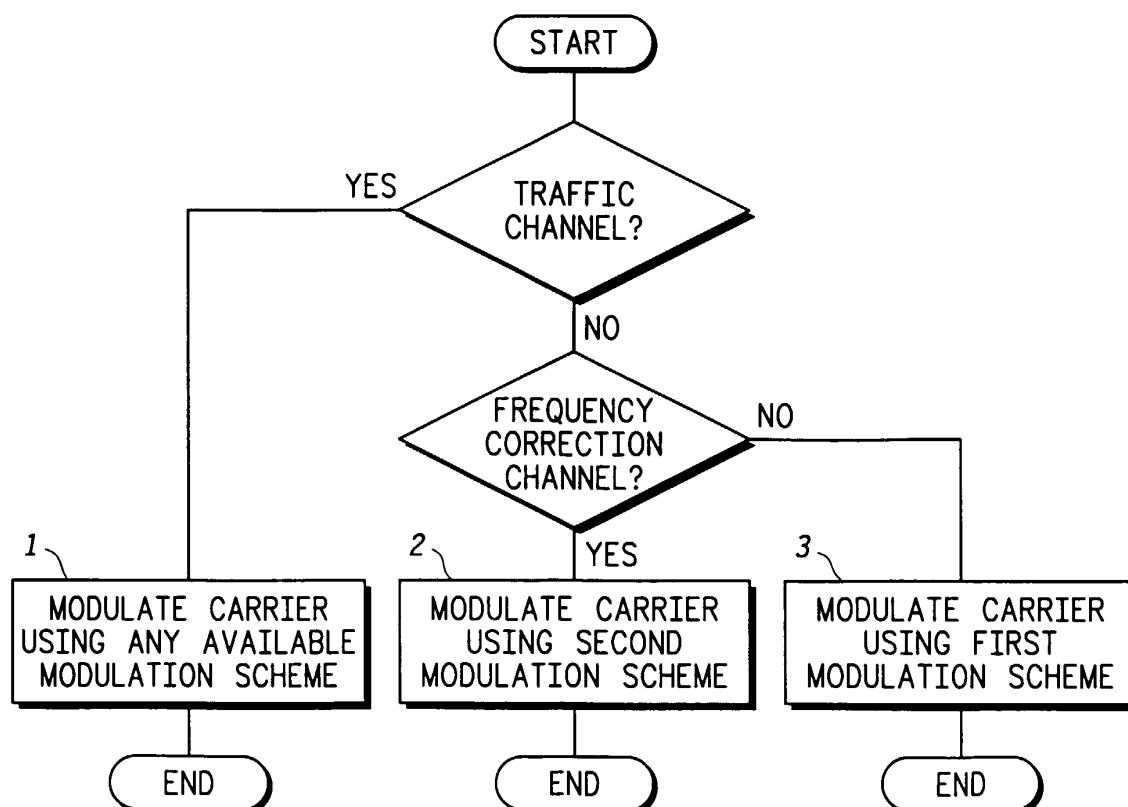 START
YES
TRAFFIC
CHANNEL?
NO
FREQUENCY
CORRECTION
CHANNEL?
NO
YES
1
MODULATE CARRIER
USING ANY AVAILABLE
MODULATION SCHEME
2
MODULATE CARRIER
USING SECOND
MODULATION SCHEME
3
MODULATE CARRIER
USING FIRST
MODULATION SCHEME
END
END
END